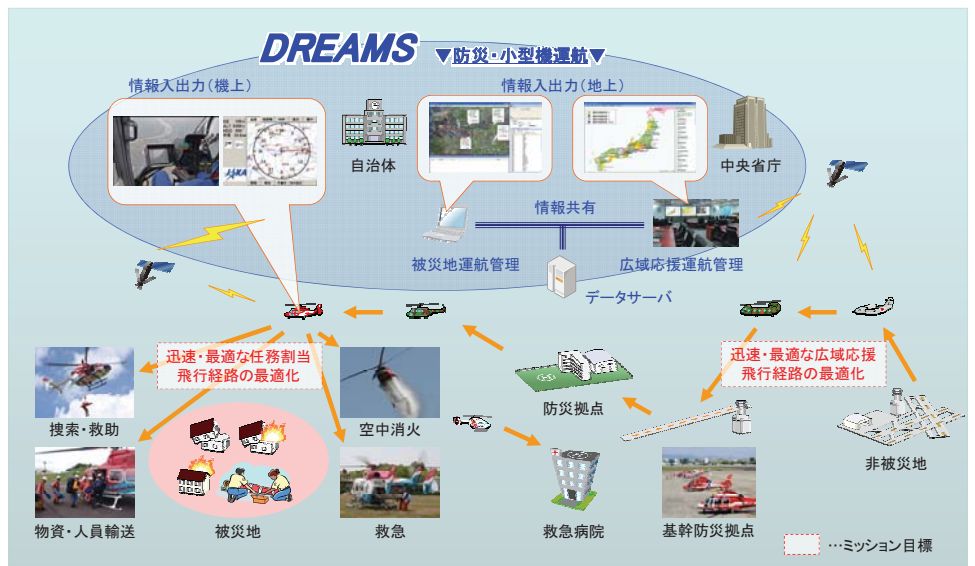 DREAMS ▼防災・小型機運航▼
情報入出力(機上)
情報入出力(地上)
自治体
中央省庁
情報共有
被災地運航管理
広域応援運航管理
データサーバ
迅速・最適な任務割当
飛行経路の最適化
迅速・最適な広域応援
飛行経路の最適化
捜索・救助
空中消火
防災拠点
非被災地
物資・人員輸送
被災地
救急
救急病院
基幹防災拠点
…ミッション目標